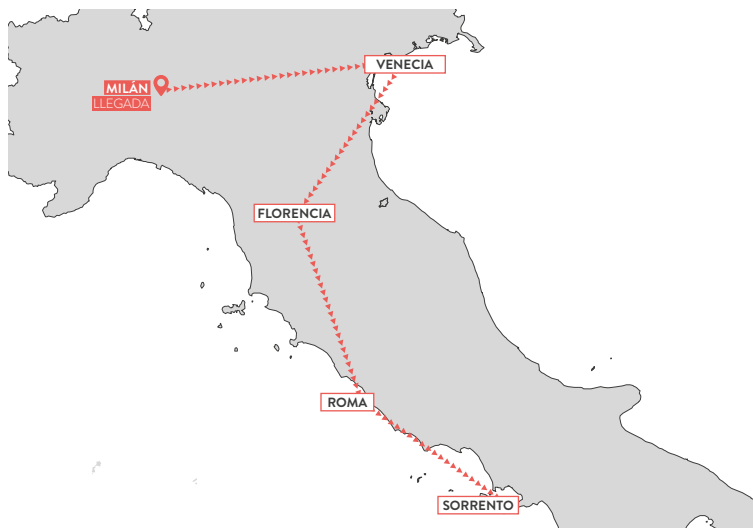 VENECIA
MILÁN
LLEGADA
FLORENCIA
ROMA
SORRENTO